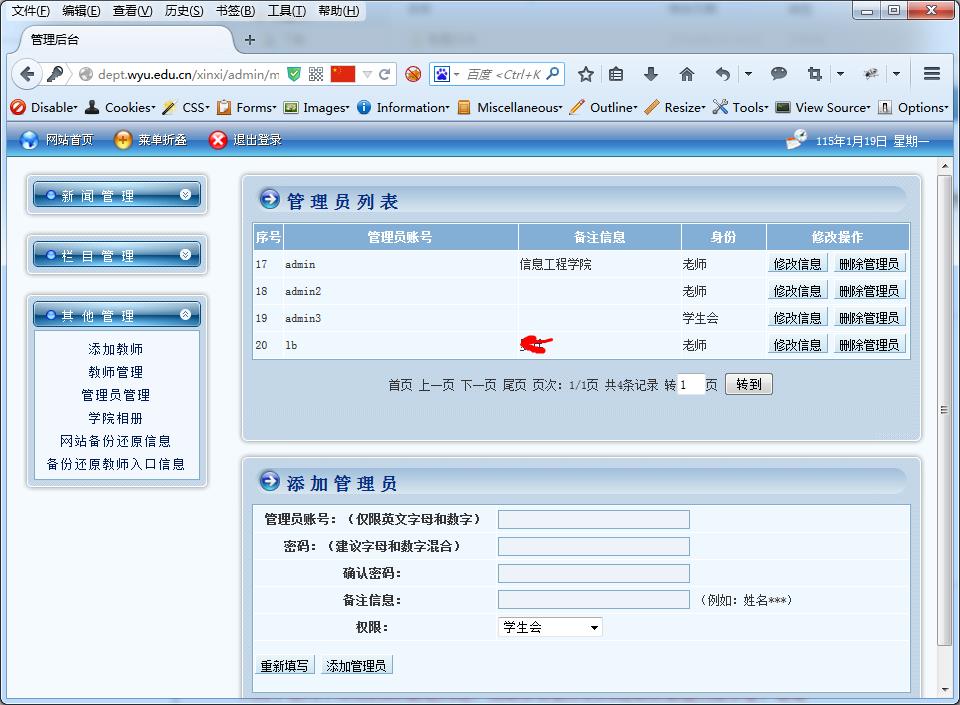 文件(F) 编辑(E) 查看(V) 历史(S) 书签(B) 工具(T) 帮助(H)
管理后台
dept.wyu.edu.cn/xinxi/admin/m 百度 <Ctrl+K
Disable Cookies CSS Forms Images Information Miscellaneous Outline Resize Tools View Source Options
网站首页 菜单折叠 退出登录 115年1月19日 星期一
新闻管理
栏目管理
其他管理
添加教师
教师管理
管理员管理
学院相册
网站备份还原信息
备份还原教师入口信息
管理员列表
序号 管理员账号 备注信息 身份 修改操作
17 admin 信息工程学院 老师 修改信息 删除管理员
18 admin2 老师 修改信息 删除管理员
19 admin3 学生会 修改信息 删除管理员
20 lb 老师 修改信息 删除管理员
首页 上一页 下一页 尾页 页次：1/1页 共4条记录 转 1 页 转到
添加管理员
管理员账号：（仅限英文字母和数字）
密码：（建议字母和数字混合）
确认密码：
备注信息： （例如：姓名***）
权限： 学生会
重新填写 添加管理员